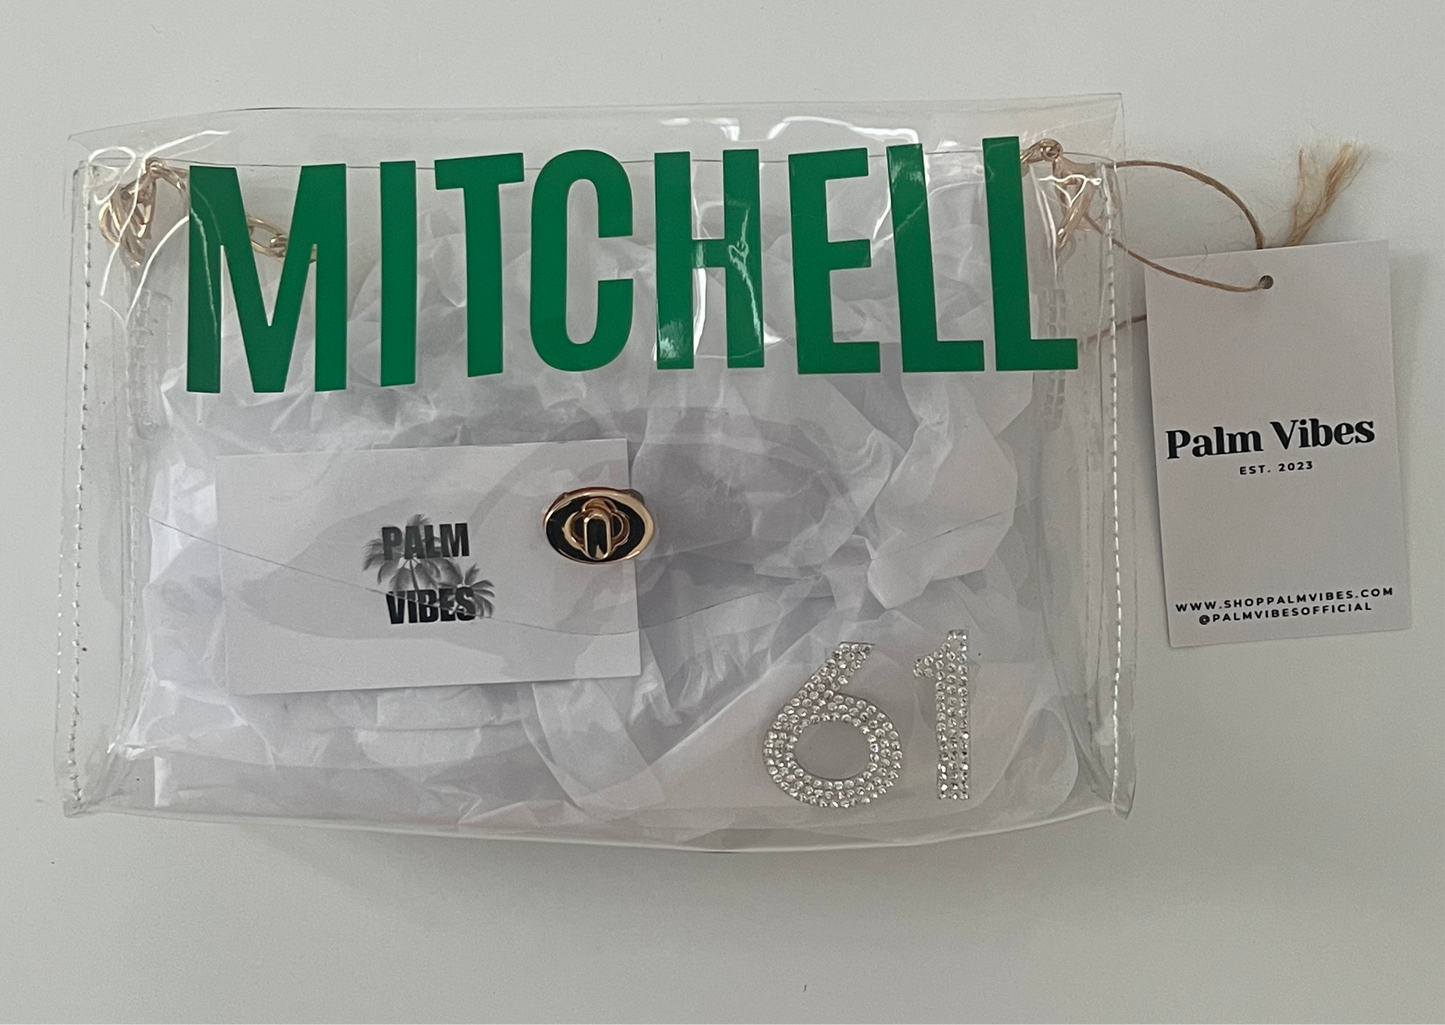 MITCHELL
PALM
VIBES
61
Palm Vibes
EST. 2023
WWW.SHOPPALMVIBES.COM
@PALMVIBESOFFICIAL